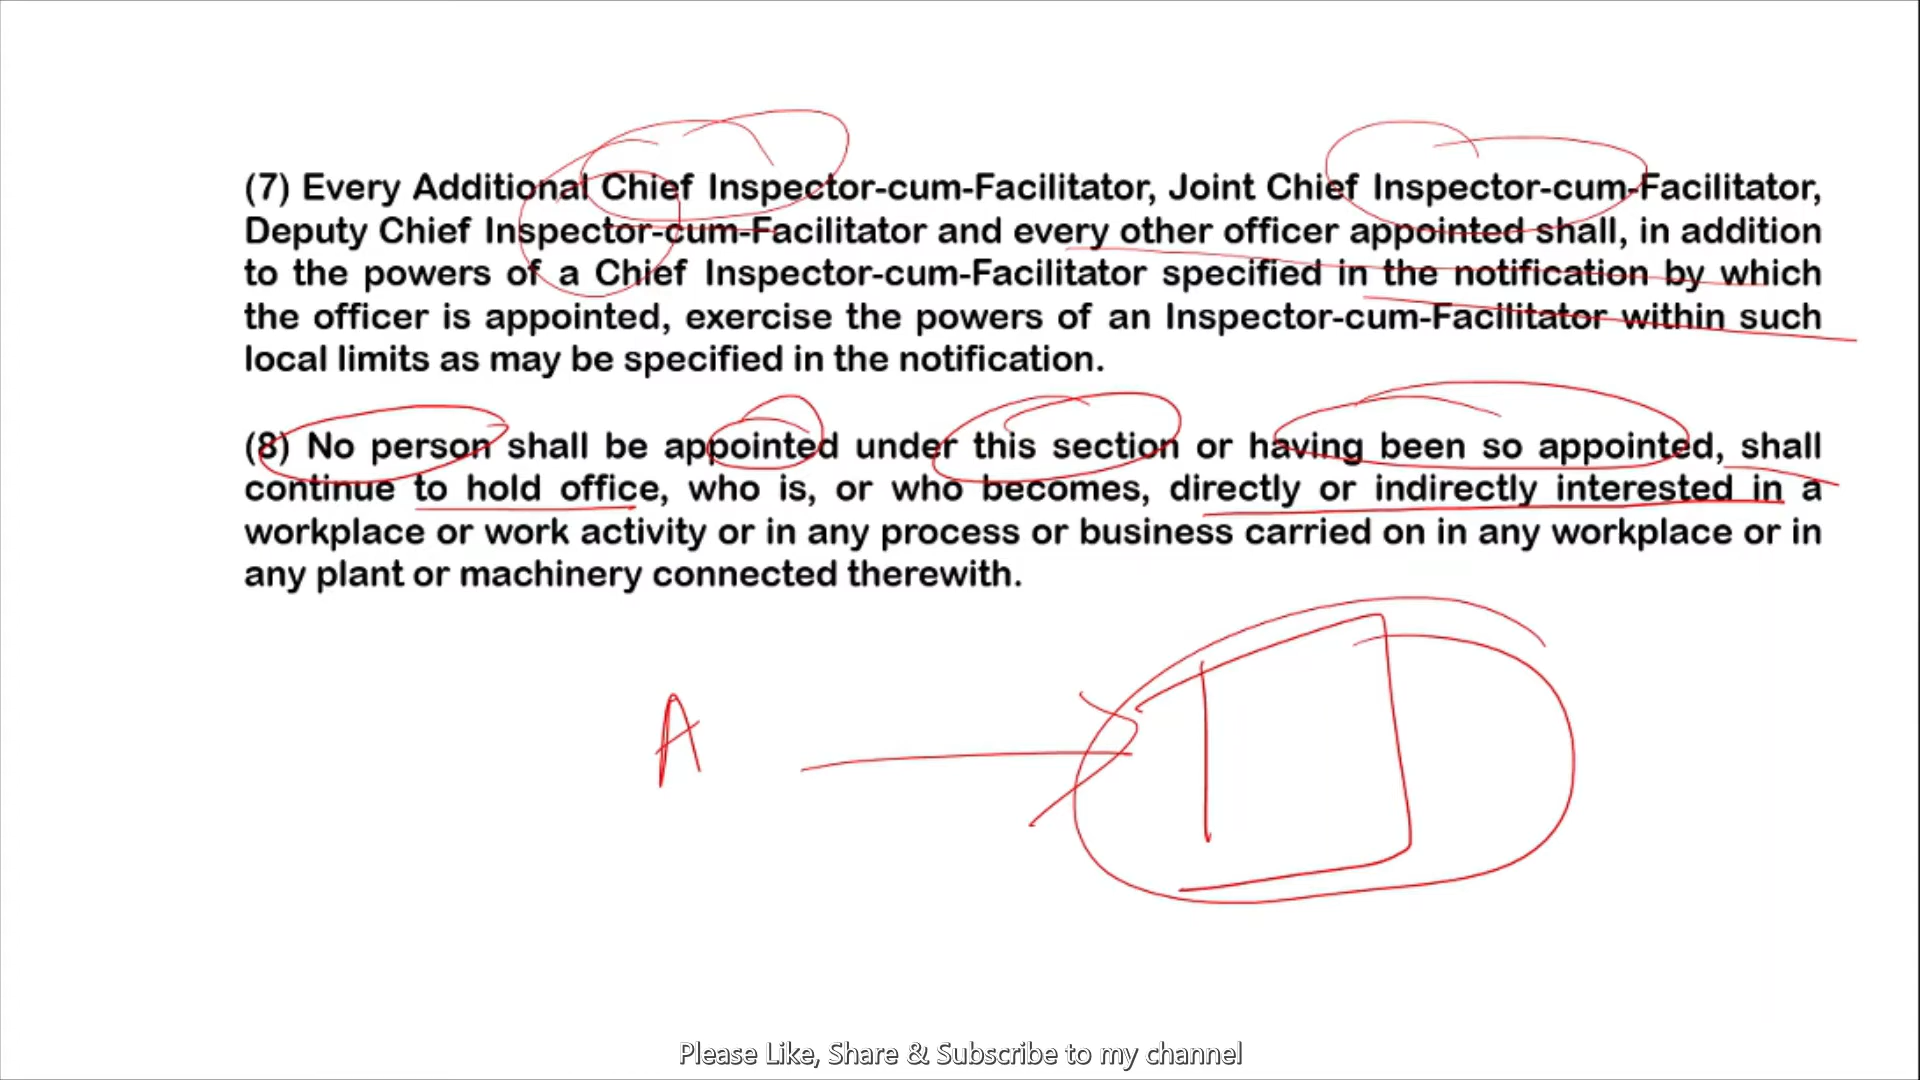 (7) Every Additional Chief Inspector-cum-Facilitator, Joint Chief Inspector-cum-Facilitator,
Deputy Chief Inspector-cum-Facilitator and every other officer appointed shall, in addition
to the powers of a Chief Inspector-cum-Facilitator specified in the notification by which
the officer is appointed, exercise the powers of an Inspector-cum-Facilitator within such
local limits as may be specified in the notification.
(8) No person shall be appointed under this section or having been so appointed, shall
continue to hold office, who is, or who becomes, directly or indirectly interested in a
workplace or work activity or in any process or business carried on in any workplace or in
any plant or machinery connected therewith.
A
Please Like, Share & Subscribe to my channel